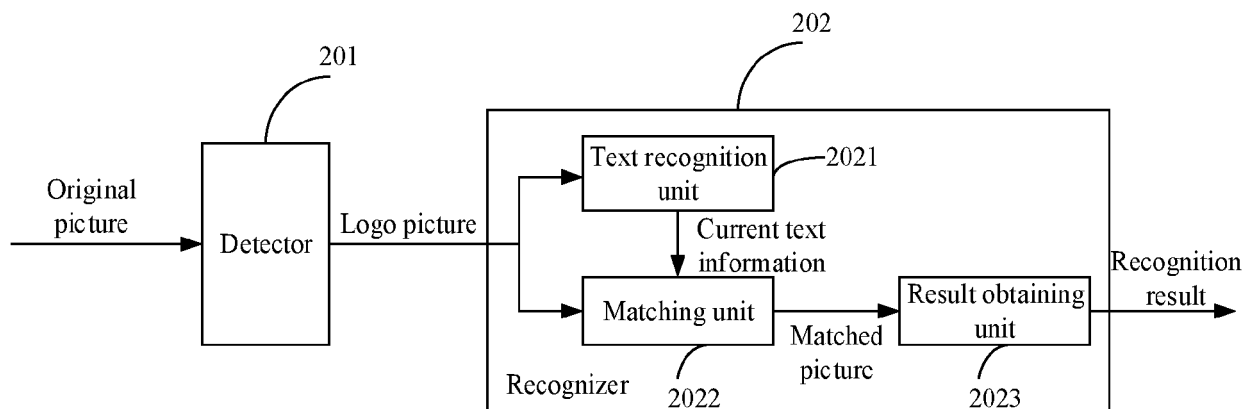 202
201
Text recognition
unit
2021
Original
picture
Logo picture
Detector
Current text
information
Recognition
result
Matching unit
Result obtaining
unit
Matched
picture
Recognizer
2022
2023